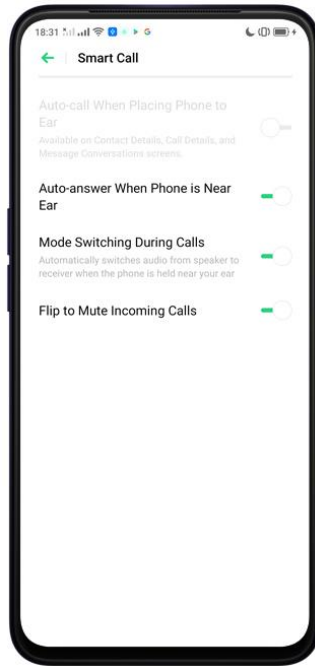 18:31
Smart Call
Auto-call When Placing Phone to
Ear
Available on Contact Details, Call Details, and
Message Conversations screens.
Auto-answer When Phone is Near
Ear
Mode Switching During Calls
Automatically switches audio from speaker to
receiver when the phone is held near your ear
Flip to Mute Incoming Calls